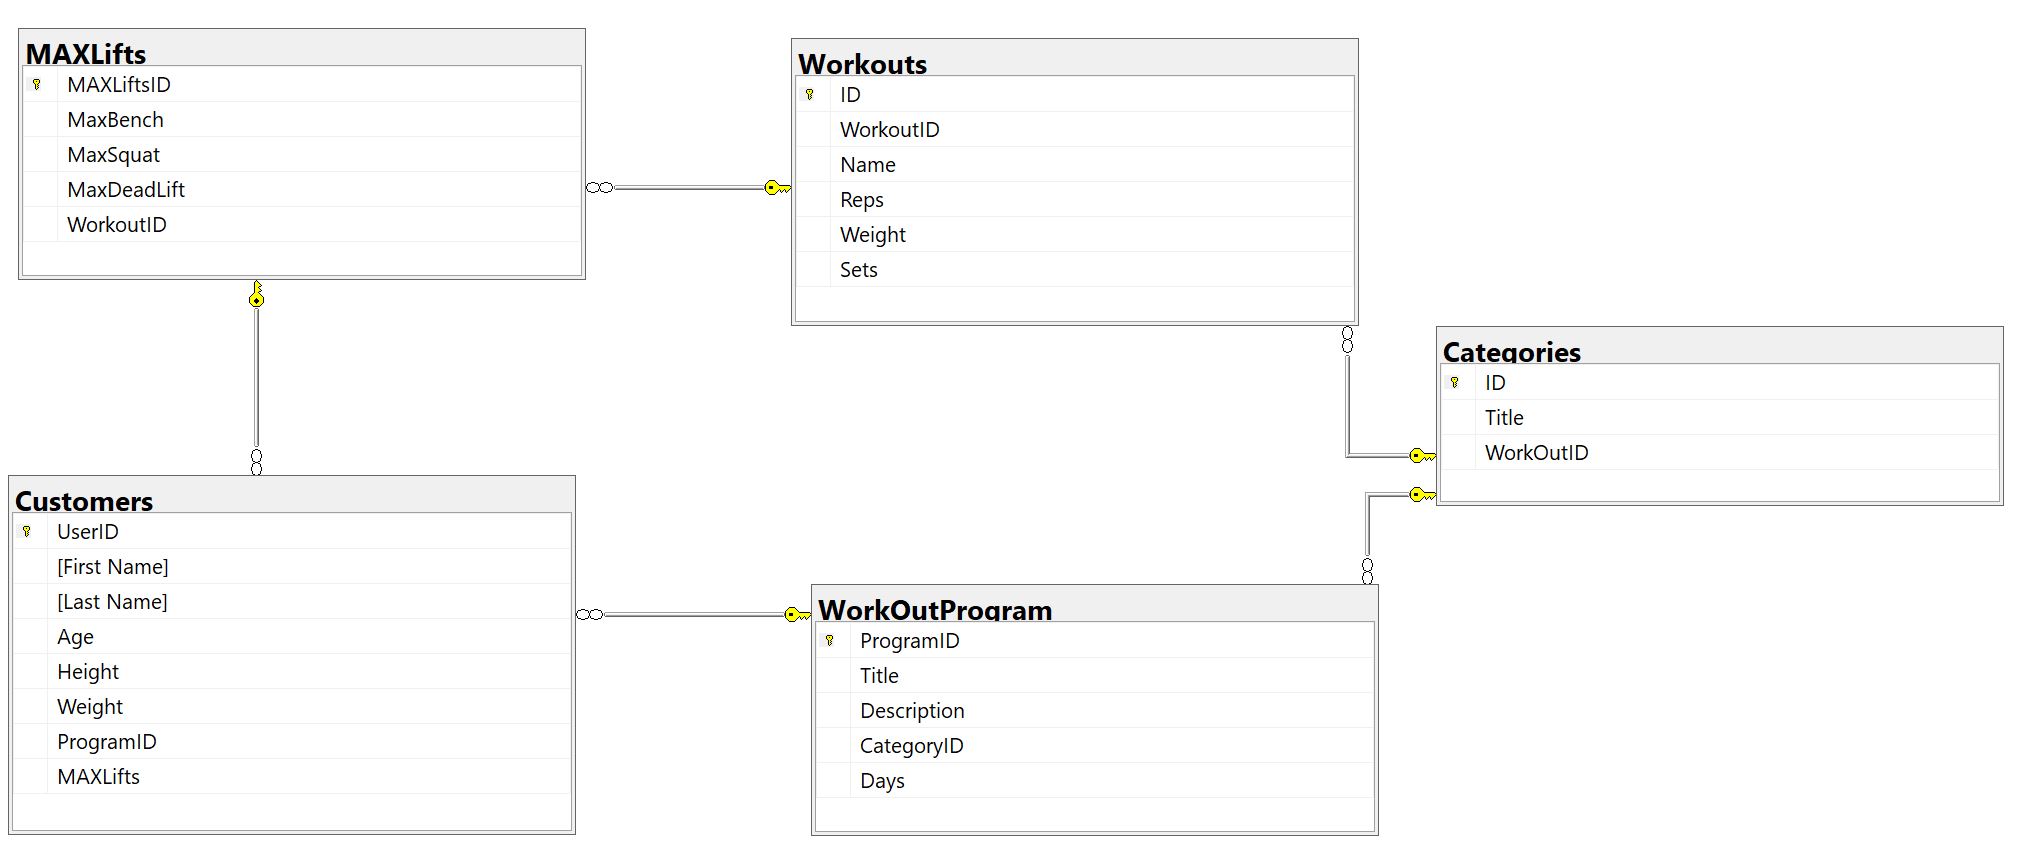 MAXLifts
MAXLiftsID
MaxBench
MaxSquat
MaxDeadLift
WorkoutID
Workouts
ID
WorkoutID
Name
Reps
Weight
Sets
Categories
ID
Title
WorkOutID
Customers
UserID
[First Name]
[Last Name]
Age
Height
Weight
ProgramID
MAXLifts
WorkOutProgram
ProgramID
Title
Description
CategoryID
Days